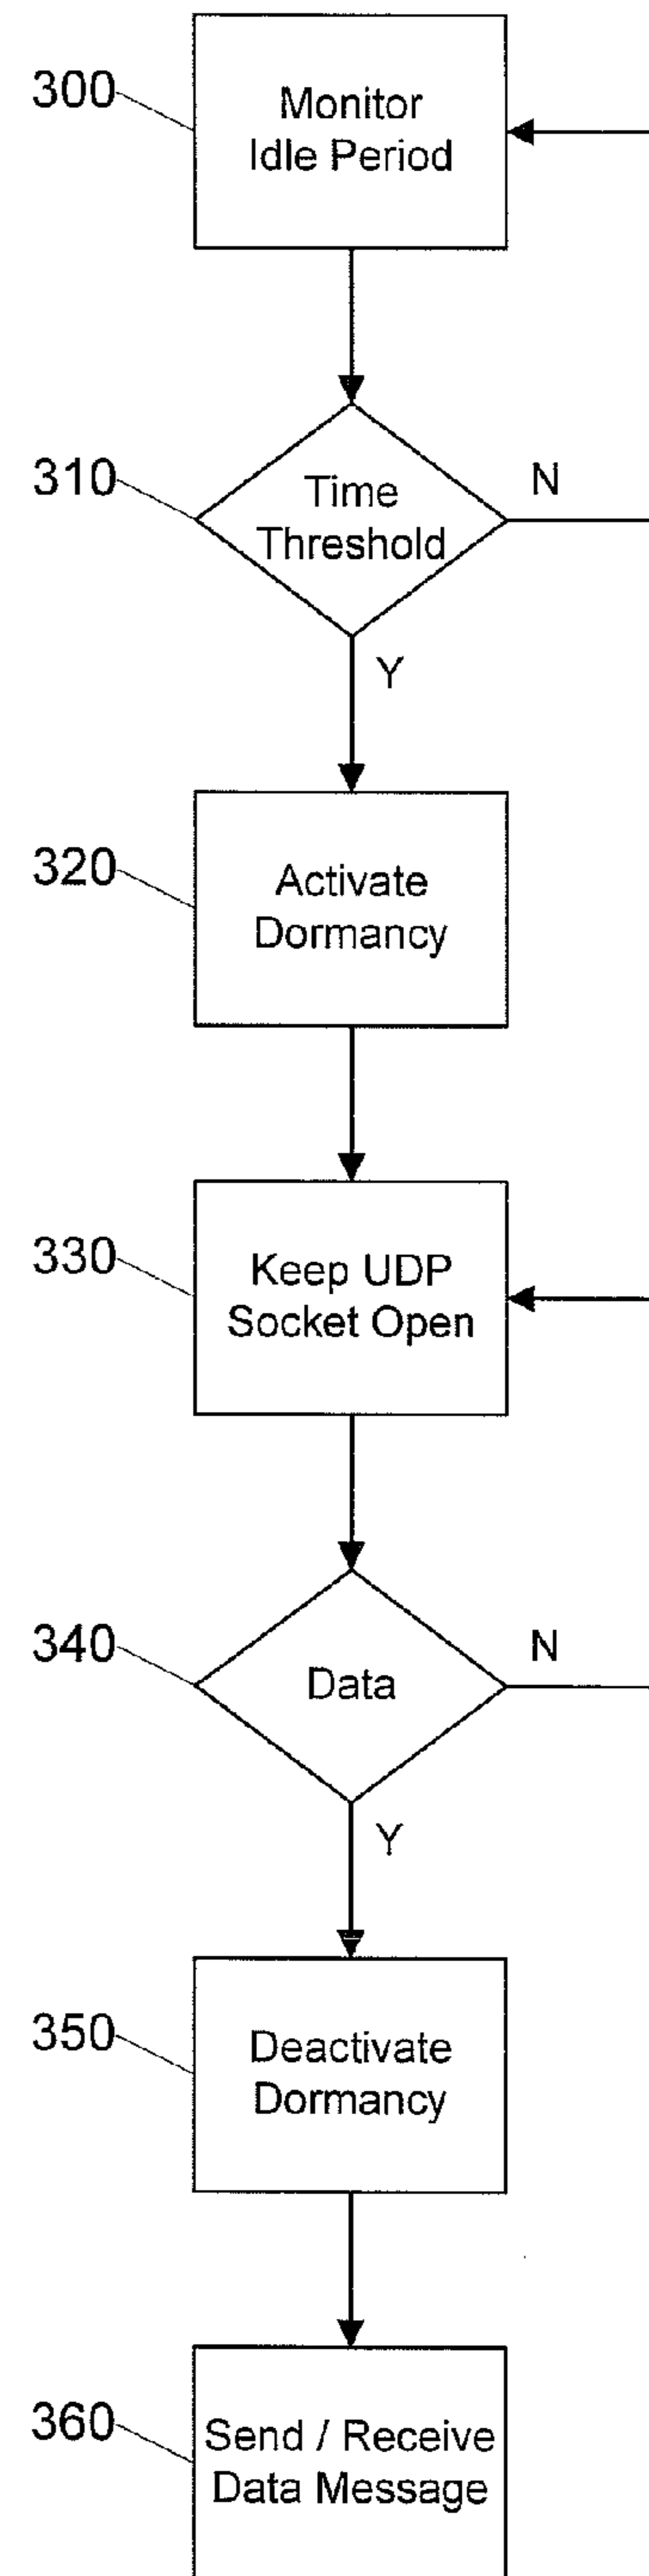 300
Monitor
Idle Period
310
Time
Threshold
N
Y
320
Activate
Dormancy
330
Keep UDP
Socket Open
340
Data
N
Y
350
Deactivate
Dormancy
360
Send / Receive
Data Message